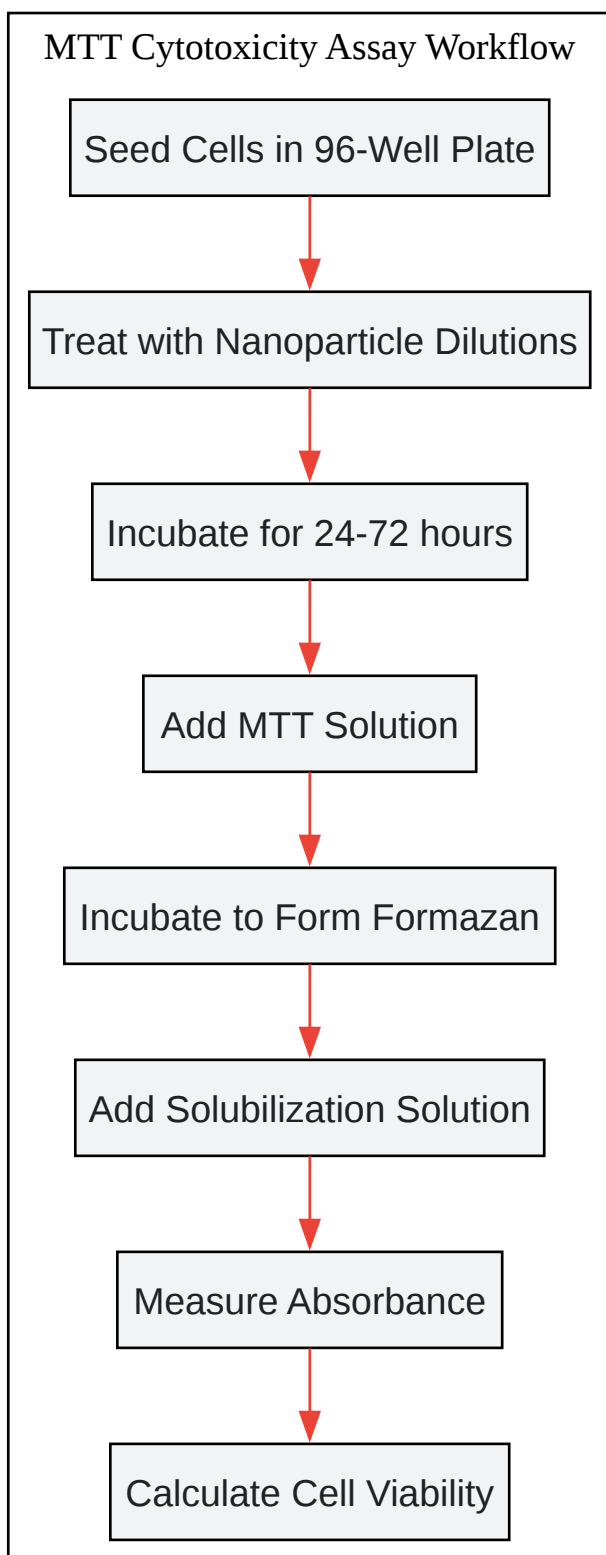 MTT Cytotoxicity Assay Workflow
Seed Cells in 96-Well Plate
Treat with Nanoparticle Dilutions
Incubate for 24-72 hours
Add MTT Solution
Incubate to Form Formazan
Add Solubilization Solution
Measure Absorbance
Calculate Cell Viability